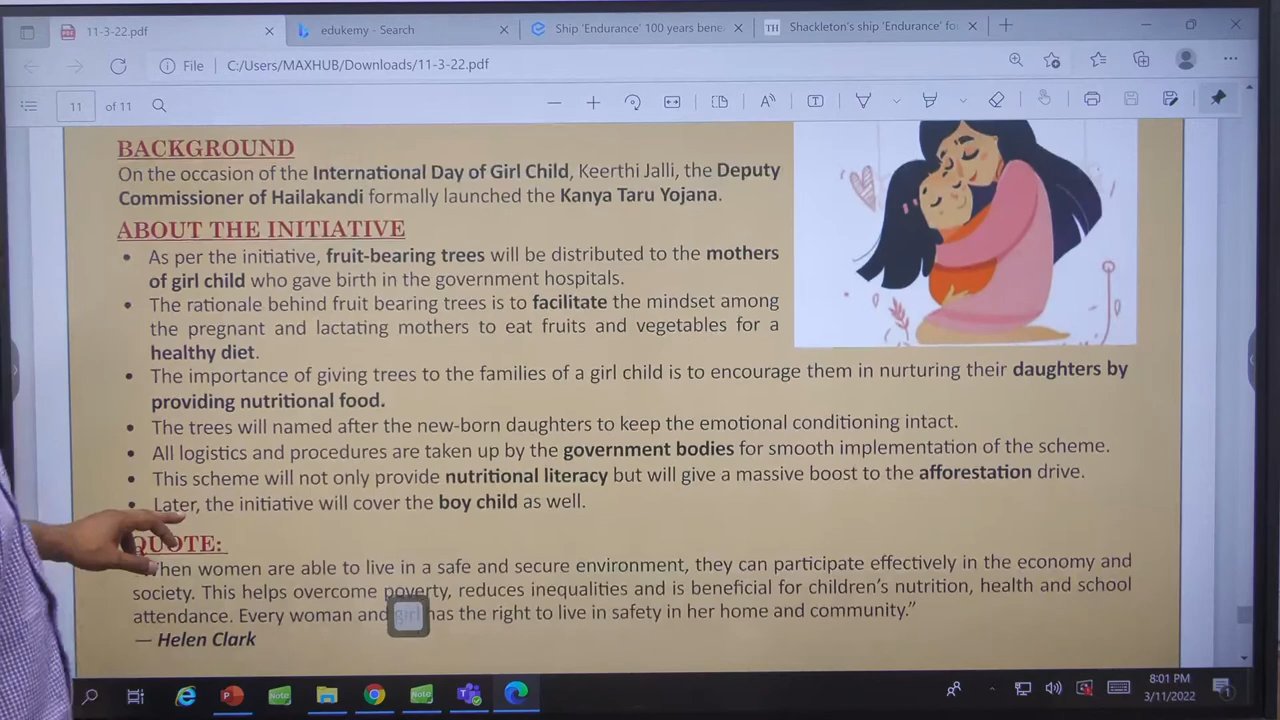 11-3-22.pdf
edukemy - Search
Ship 'Endurance' 100 years bene
Shackleton's ship 'Endurance' fo
File
C:/Users/MAXHUB/Downloads/11-3-22.pdf
11 of 11
BACKGROUND
On the occasion of the International Day of Girl Child, Keerthi Jalli, the Deputy
Commissioner of Hailakandi formally launched the Kanya Taru Yojana.
ABOUT THE INITIATIVE
• As per the initiative, fruit-bearing trees will be distributed to the mothers
of girl child who gave birth in the government hospitals.
• The rationale behind fruit bearing trees is to facilitate the mindset among
the pregnant and lactating mothers to eat fruits and vegetables for a
healthy diet.
• The importance of giving trees to the families of a girl child is to encourage them in nurturing their daughters by
providing nutritional food.
• The trees will named after the new-born daughters to keep the emotional conditioning intact.
• All logistics and procedures are taken up by the government bodies for smooth implementation of the scheme.
• This scheme will not only provide nutritional literacy but will give a massive boost to the afforestation drive.
• Later, the initiative will cover the boy child as well.
QUOTE:
When women are able to live in a safe and secure environment, they can participate effectively in the economy and
society. This helps overcome poverty, reduces inequalities and is beneficial for children's nutrition, health and school
attendance. Every woman and girl has the right to live in safety in her home and community."
— Helen Clark
Note
Note
8:01 PM
3/11/2022